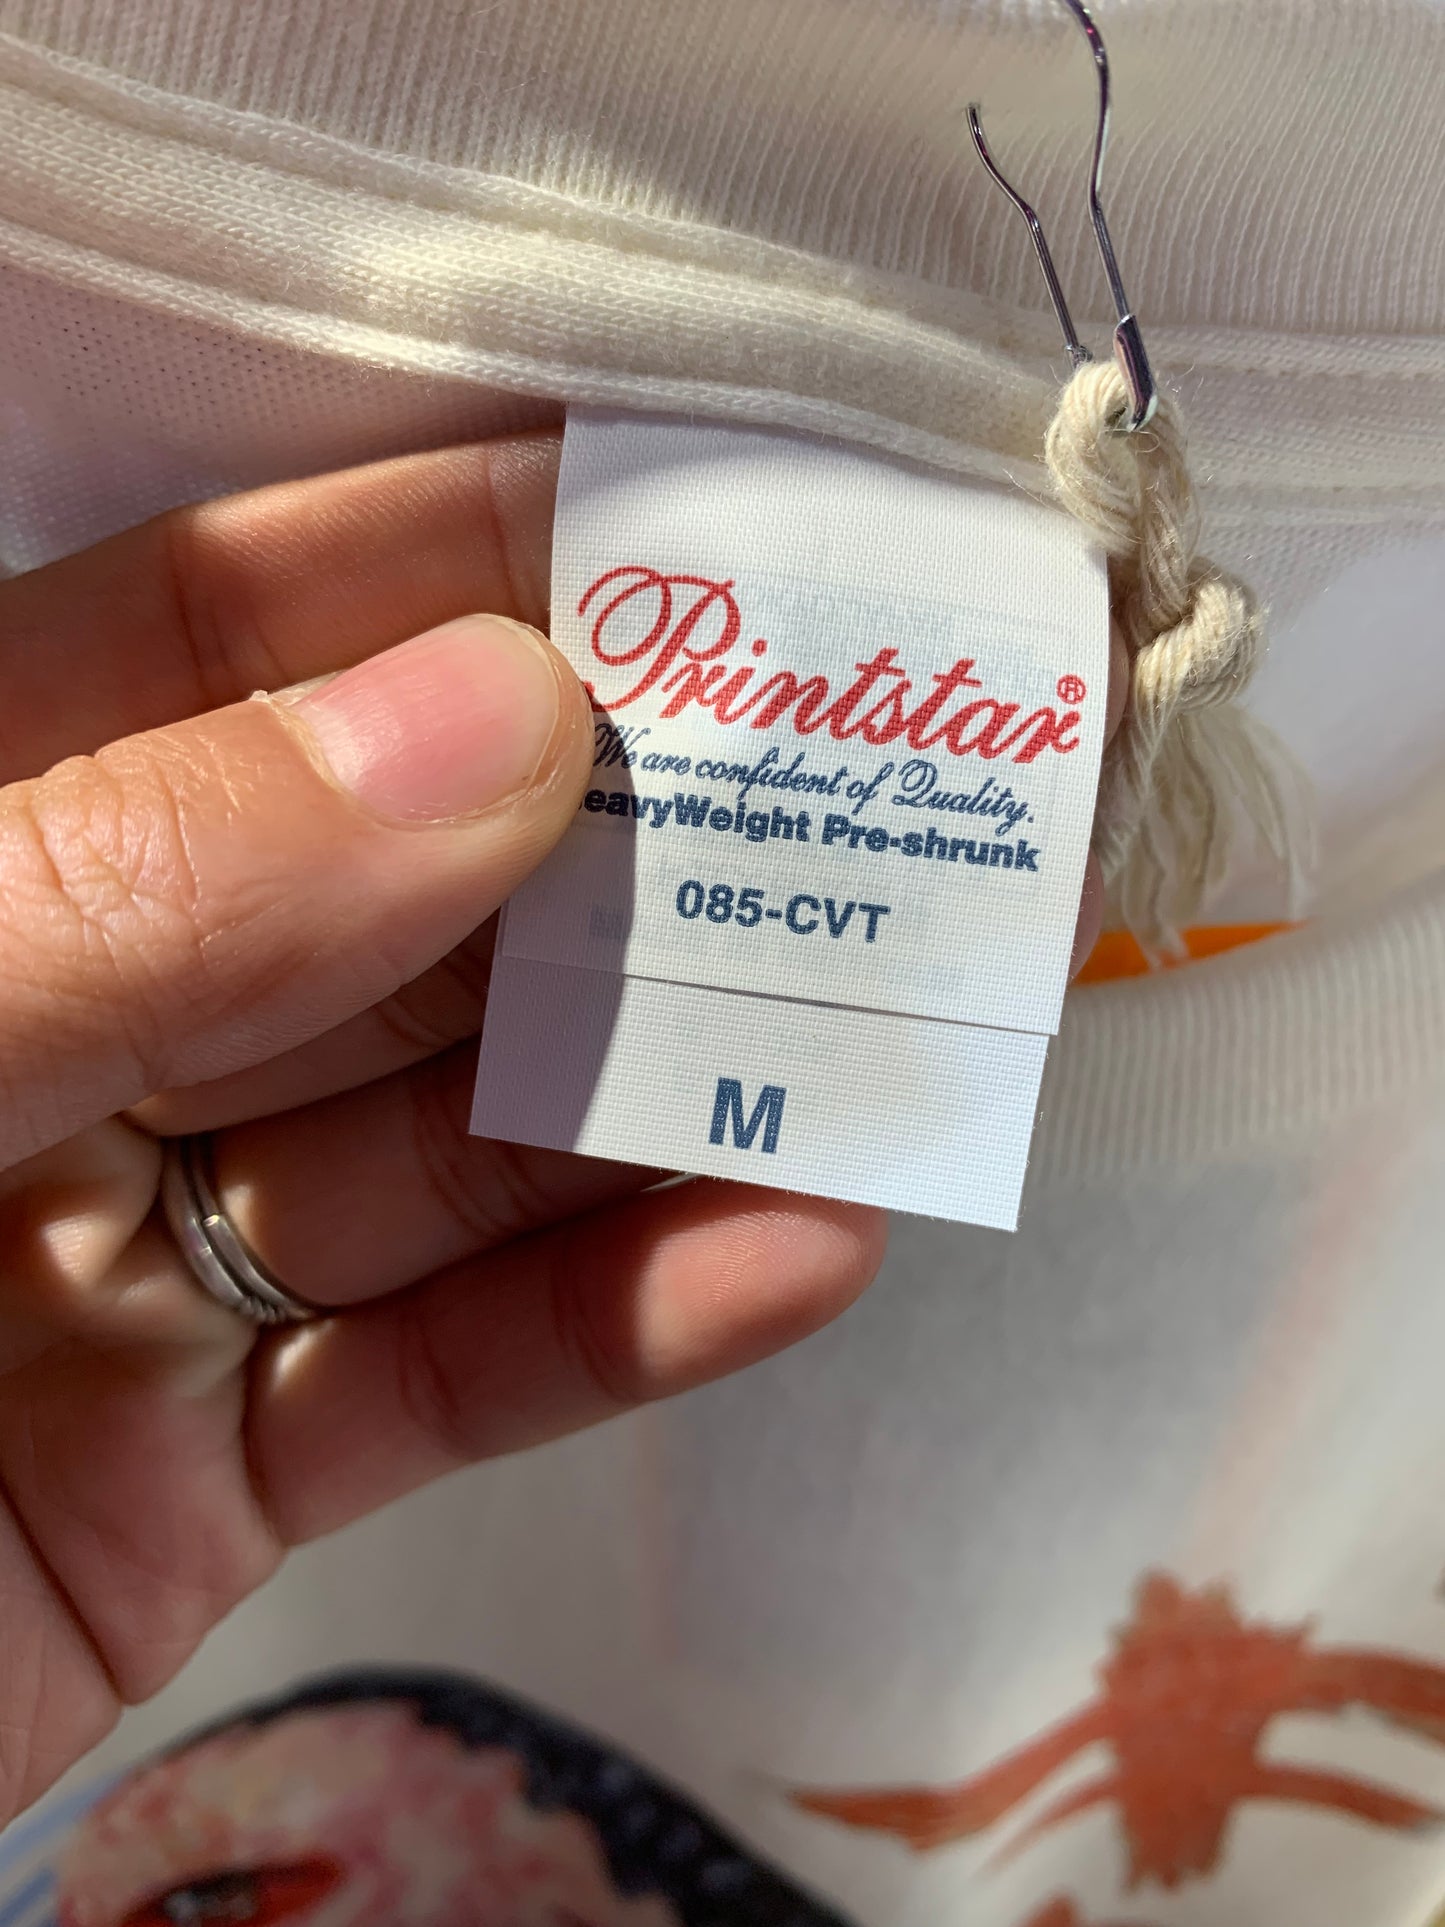 Printstar®
We are confident of Quality.
eavyWeight Pre-shrunk
085-CVT
M